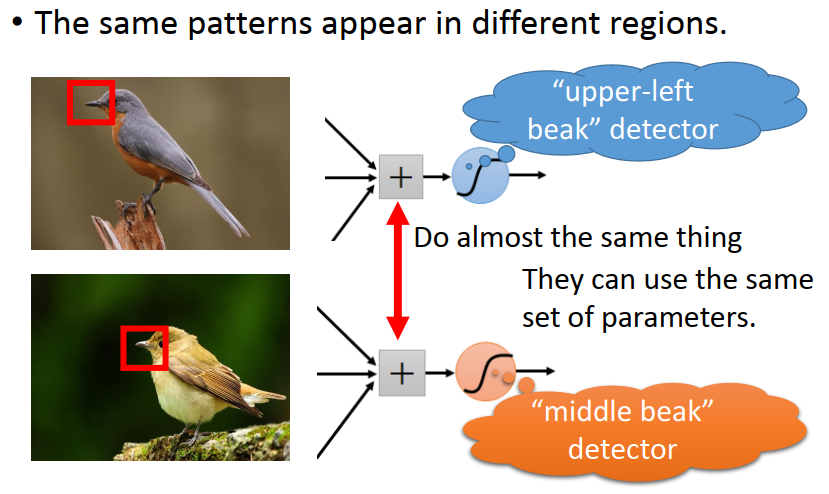 • The same patterns appear in different regions.
“upper-left
beak” detector
+
Do almost the same thing
They can use the same
set of parameters.
+
“middle beak”
detector